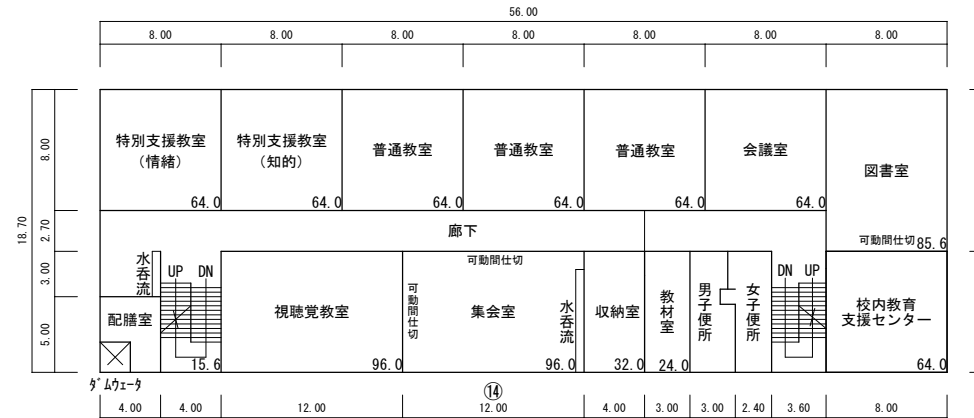 56.00
8.00 8.00 8.00 8.00 8.00 8.00 8.00
特別支援教室
（情緒）
64.0
特別支援教室
（知的）
64.0
普通教室
64.0
普通教室
64.0
普通教室
64.0
会議室
64.0
図書室
可動間仕切 85.6
18.70
8.00
2.70
3.00
5.00
廊下
水呑流
UP DN
配膳室
15.6
ﾀﾞﾑｳｪｰﾀ
視聴覚教室
96.0
可動間仕切
可動間仕切
集会室
96.0
水呑流
収納室
32.0
教材室
24.0
男子便所
女子便所
DN UP
校内教育
支援センター
64.0
⑭
4.00 4.00 12.00 12.00 4.00 3.00 3.00 2.40 3.60 8.00